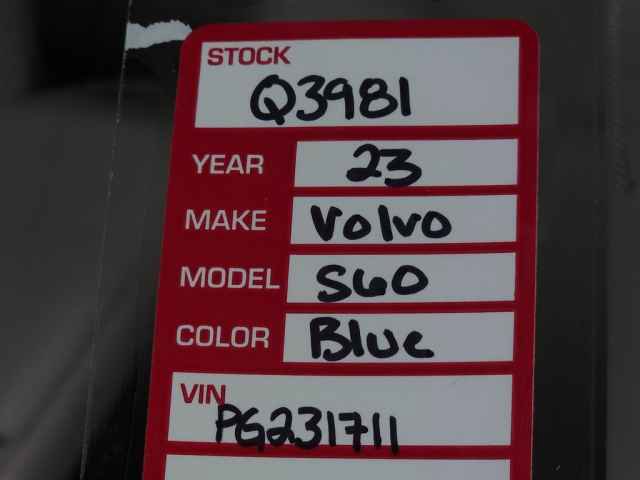 STOCK
Q3981
YEAR 23
MAKE Volvo
MODEL S60
COLOR Blue
VIN
PG231711